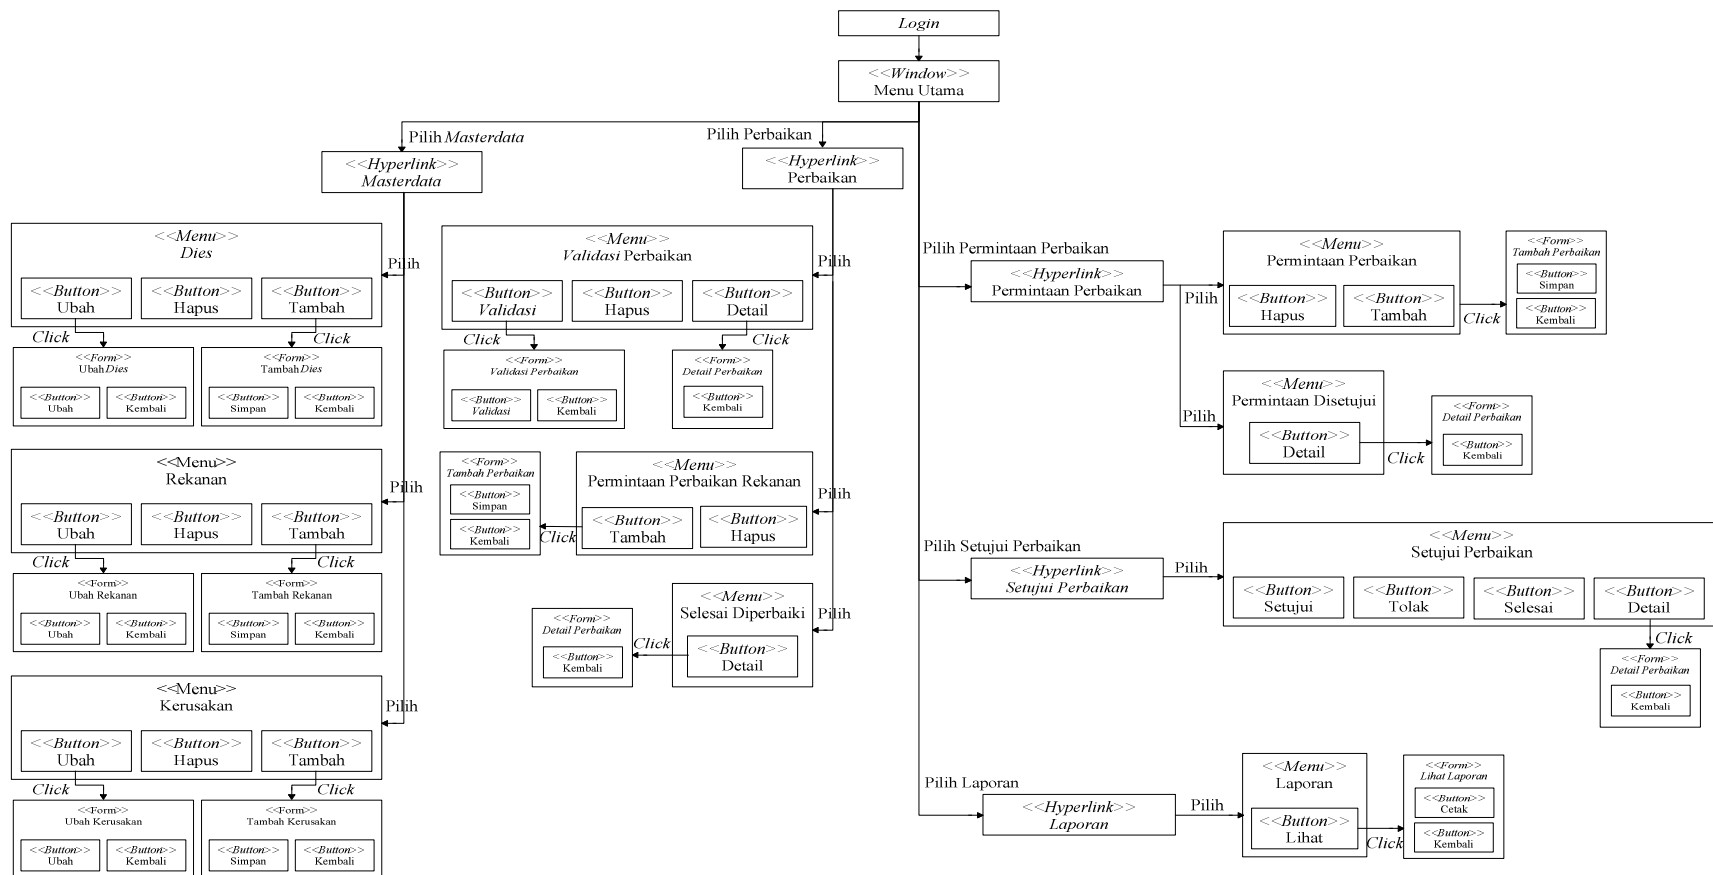 Login
<<Window>>
Menu Utama
Pilih Masterdata
<<Hyperlink>>
Masterdata
<<Menu>>
Dies
<<Button>>
Ubah
<<Button>>
Hapus
<<Button>>
Tambah
Pilih
Click
Click
<<Form>>
Ubah Dies
<<Button>>
Ubah
<<Button>>
Kembali
<<Form>>
Tambah Dies
<<Button>>
Simpan
<<Button>>
Kembali
<<Menu>>
Rekanan
<<Button>>
Ubah
<<Button>>
Hapus
<<Button>>
Tambah
Pilih
Click
Click
<<Form>>
Ubah Rekanan
<<Button>>
Ubah
<<Button>>
Kembali
<<Form>>
Tambah Rekanan
<<Button>>
Simpan
<<Button>>
Kembali
<<Menu>>
Kerusakan
<<Button>>
Ubah
<<Button>>
Hapus
<<Button>>
Tambah
Pilih
Click
Click
<<Form>>
Ubah Kerusakan
<<Button>>
Ubah
<<Button>>
Kembali
<<Form>>
Tambah Kerusakan
<<Button>>
Simpan
<<Button>>
Kembali
Pilih Perbaikan
<<Hyperlink>>
Perbaikan
<<Menu>>
Validasi Perbaikan
<<Button>>
Validasi
<<Button>>
Hapus
<<Button>>
Detail
Pilih
Click
Click
<<Form>>
Validasi Perbaikan
<<Button>>
Validasi
<<Button>>
Kembali
<<Form>>
Detail Perbaikan
<<Button>>
Kembali
<<Menu>>
Permintaan Perbaikan Rekanan
<<Button>>
Tambah
<<Button>>
Hapus
Pilih
Click
<<Form>>
Tambah Perbaikan
<<Button>>
Simpan
<<Button>>
Kembali
<<Menu>>
Selesai Diperbaiki
<<Button>>
Detail
Pilih
Click
<<Form>>
Detail Perbaikan
<<Button>>
Kembali
Pilih Permintaan Perbaikan
<<Hyperlink>>
Permintaan Perbaikan
Pilih
<<Menu>>
Permintaan Perbaikan
<<Button>>
Hapus
<<Button>>
Tambah
Click
<<Form>>
Tambah Perbaikan
<<Button>>
Simpan
<<Button>>
Kembali
Pilih
<<Menu>>
Permintaan Disetujui
<<Button>>
Detail
Click
<<Form>>
Detail Perbaikan
<<Button>>
Kembali
Pilih Setujui Perbaikan
<<Hyperlink>>
Setujui Perbaikan
Pilih
<<Menu>>
Setujui Perbaikan
<<Button>>
Setujui
<<Button>>
Tolak
<<Button>>
Selesai
<<Button>>
Detail
Click
<<Form>>
Detail Perbaikan
<<Button>>
Kembali
Pilih Laporan
<<Hyperlink>>
Laporan
Pilih
<<Menu>>
Laporan
<<Button>>
Lihat
Click
<<Form>>
Lihat Laporan
<<Button>>
Cetak
<<Button>>
Kembali